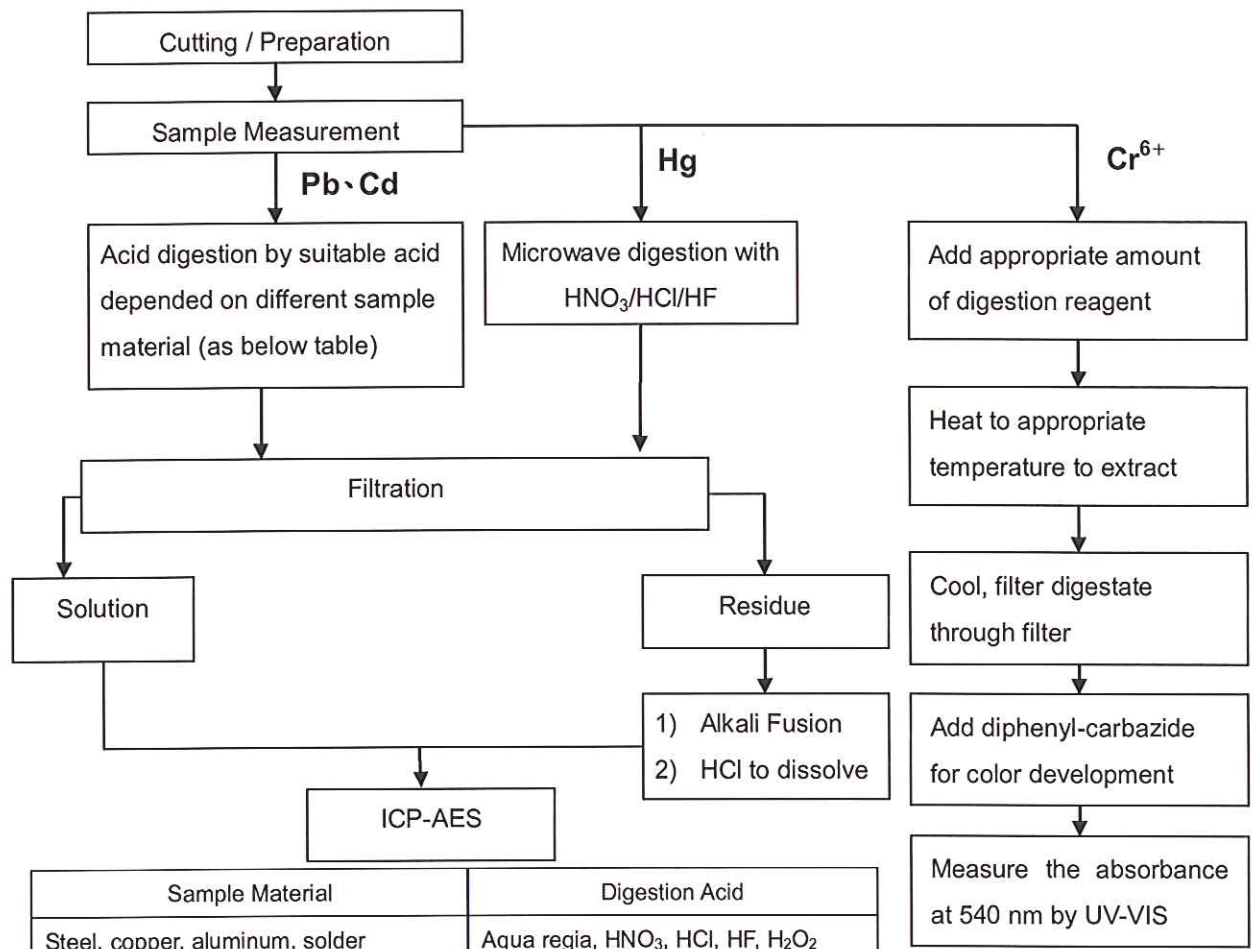 Cutting / Preparation
Sample Measurement
Pb、Cd
Hg
Cr⁶⁺
Acid digestion by suitable acid
depended on different sample
material (as below table)
Microwave digestion with
HNO₃/HCl/HF
Add appropriate amount
of digestion reagent
Heat to appropriate
temperature to extract
Filtration
Solution
Residue
Cool, filter digestate
through filter
1) Alkali Fusion
2) HCl to dissolve
Add diphenyl-carbazide
for color development
ICP-AES
Measure the absorbance
at 540 nm by UV-VIS
Sample Material
Digestion Acid
Steel, copper, aluminum, solder
Aqua regia, HNO₃, HCl, HF, H₂O₂